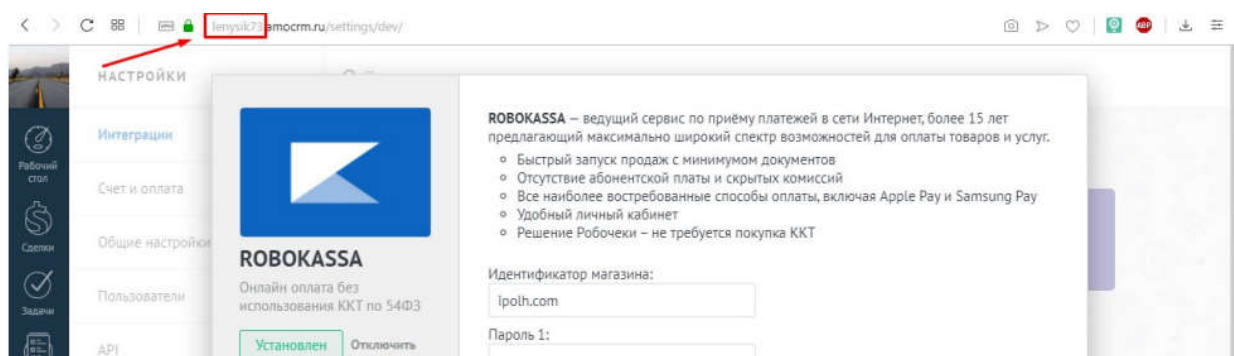 lenysik73.amocrm.ru/settings/dev/
НАСТРОЙКИ
Рабочий
стол
Сделки
Задачи
Интеграции
Счет и оплата
Общие настройки
Пользователи
API
ROBOKASSA
Онлайн оплата без
использования ККТ по 54ФЗ
Установлен Отключить
ROBOKASSA — ведущий сервис по приёму платежей в сети Интернет, более 15 лет
предлагающий максимально широкий спектр возможностей для оплаты товаров и услуг.
Быстрый запуск продаж с минимумом документов
Отсутствие абонентской платы и скрытых комиссий
Все наиболее востребованные способы оплаты, включая Apple Pay и Samsung Pay
Удобный личный кабинет
Решение Робочеки – не требуется покупка ККТ
Идентификатор магазина:
ipolh.com
Пароль 1: